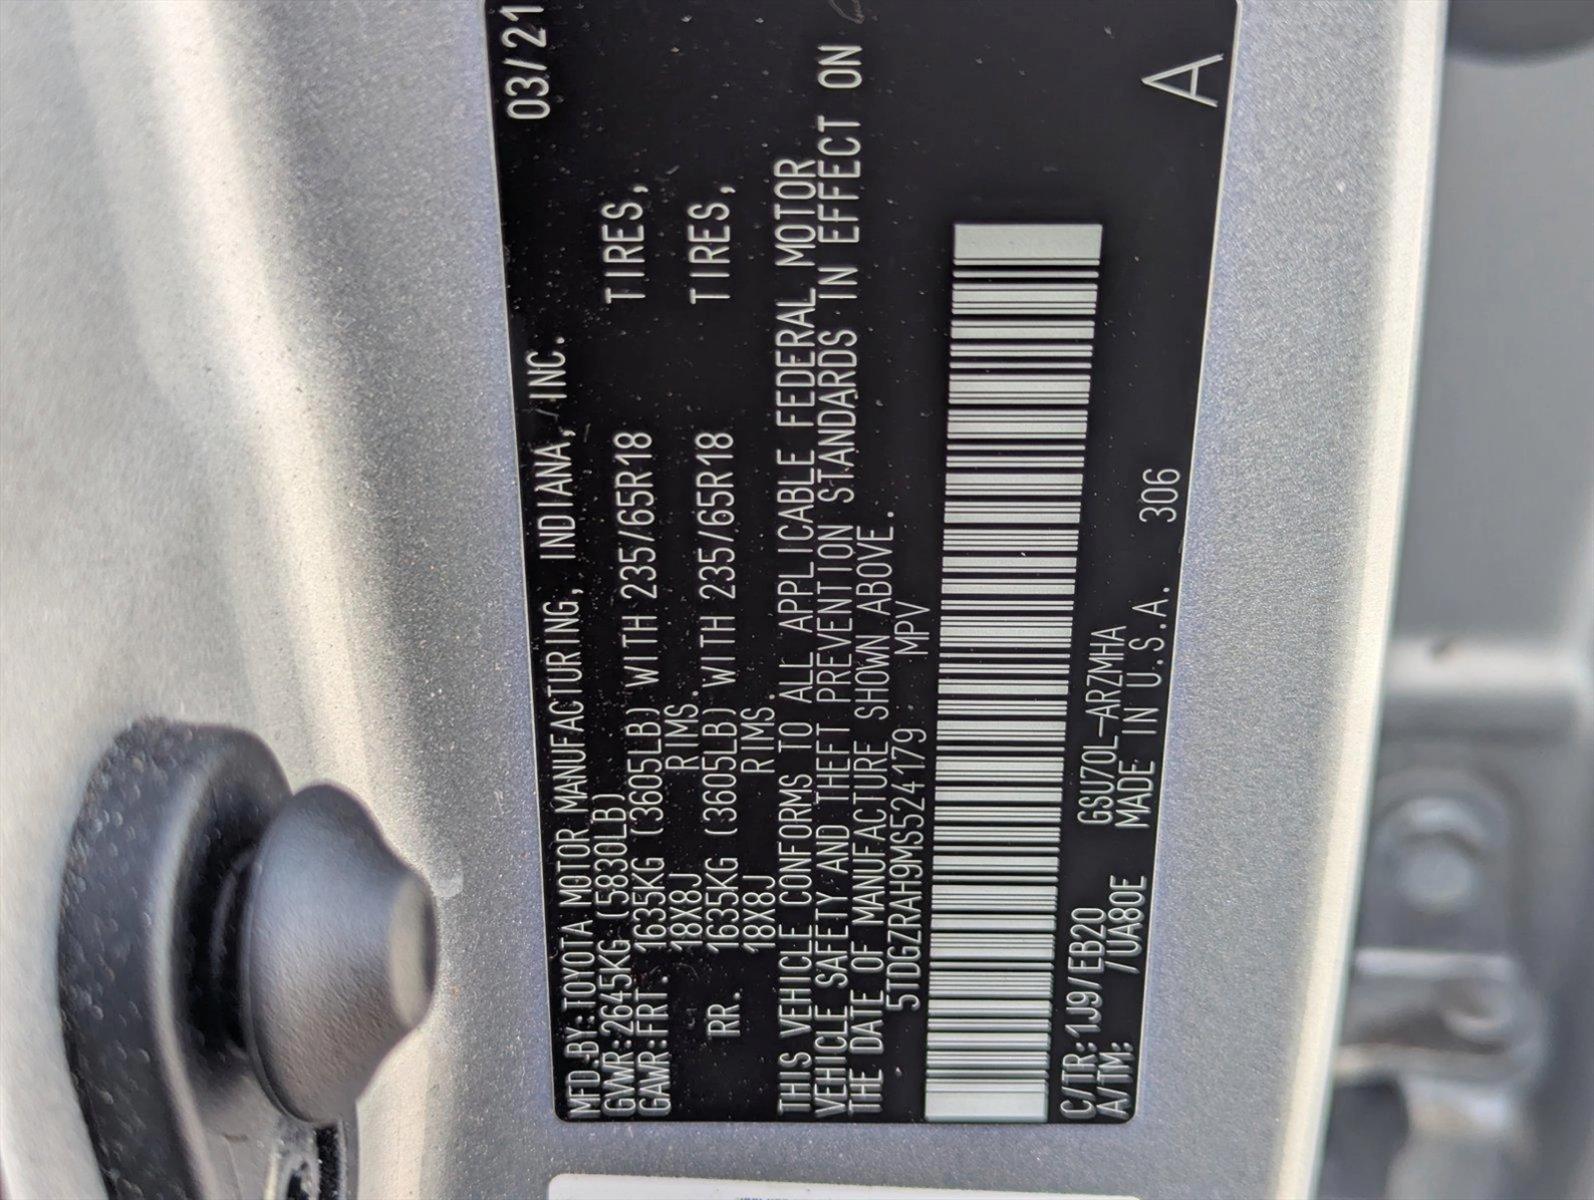 MFD.BY:TOYOTA MOTOR MANUFACTURING, INDIANA, INC. 03/21
GVWR:2645KG(5830LB)
GAWR:FRT. 1635KG (3605LB) WITH 235/65R18 TIRES,
18X8J RIMS.
RR. 1635KG (3605LB) WITH 235/65R18 TIRES,
18X8J RIMS.
THIS VEHICLE CONFORMS TO ALL APPLICABLE FEDERAL MOTOR
VEHICLE SAFETY AND THEFT PREVENTION STANDARDS IN EFFECT ON
THE DATE OF MANUFACTURE SHOWN ABOVE.
5TDGZRAH9MS524179 MPV
C/TR:1J9/EB20 GSU70L-ARZMHA
A/TM: /UA80E MADE IN U.S.A. 306
A